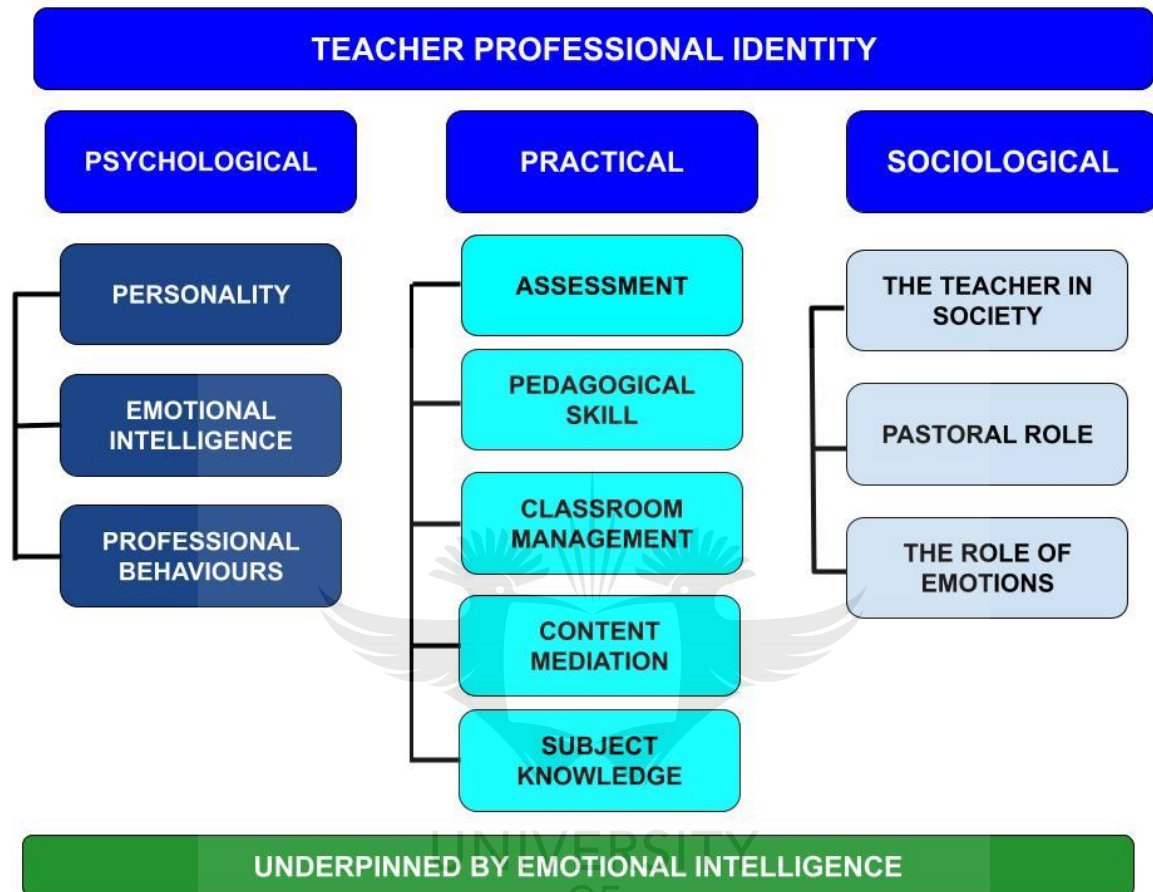 TEACHER PROFESSIONAL IDENTITY
PSYCHOLOGICAL
PERSONALITY
EMOTIONAL
INTELLIGENCE
PROFESSIONAL
BEHAVIOURS
PRACTICAL
ASSESSMENT
PEDAGOGICAL
SKILL
CLASSROOM
MANAGEMENT
CONTENT
MEDIATION
SUBJECT
KNOWLEDGE
SOCIOLOGICAL
THE TEACHER IN
SOCIETY
PASTORAL ROLE
THE ROLE OF
EMOTIONS
UNIVERSITY
UNDERPINNED BY EMOTIONAL INTELLIGENCE
OF